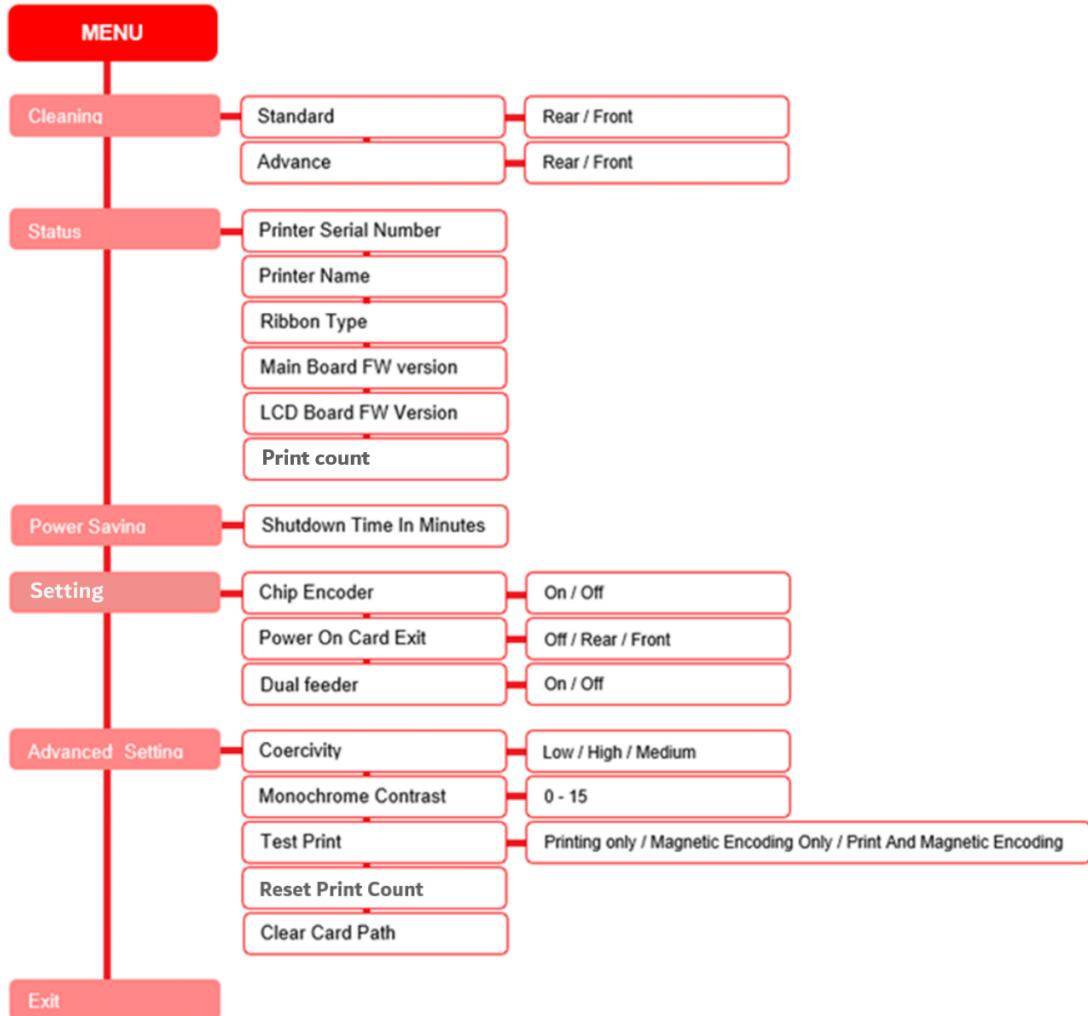 MENU
Cleaning
Standard
Rear / Front
Advance
Rear / Front
Status
Printer Serial Number
Printer Name
Ribbon Type
Main Board FW version
LCD Board FW Version
Print count
Power Saving
Shutdown Time In Minutes
Setting
Chip Encoder
On / Off
Power On Card Exit
Off / Rear / Front
Dual feeder
On / Off
Advanced Setting
Coercivity
Low / High / Medium
Monochrome Contrast
0 - 15
Test Print
Printing only / Magnetic Encoding Only / Print And Magnetic Encoding
Reset Print Count
Clear Card Path
Exit